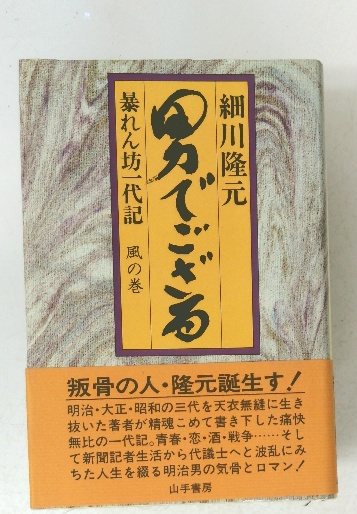 細川隆元
男でござる
暴れん坊一代記
風の巻
叛骨の人・隆元誕生す!
明治・大正・昭和の三代を天衣無縫に生き
抜いた著者が精魂こめて書き下した痛快
無比の一代記。青春・恋・酒・戦争……そし
て新聞記者生活から代議士へと波乱にみ
ちた人生を綴る明治男の気骨とロマン!
山手書房